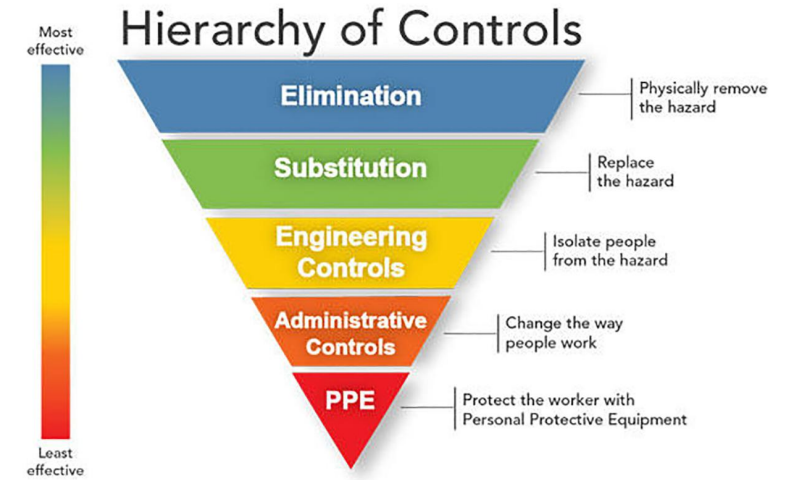 Hierarchy of Controls
Most
effective
Elimination
Physically remove
the hazard
Substitution
Replace
the hazard
Engineering
Controls
Isolate people
from the hazard
Administrative
Controls
Change the way
people work
PPE
Protect the worker with
Personal Protective Equipment
Least
effective